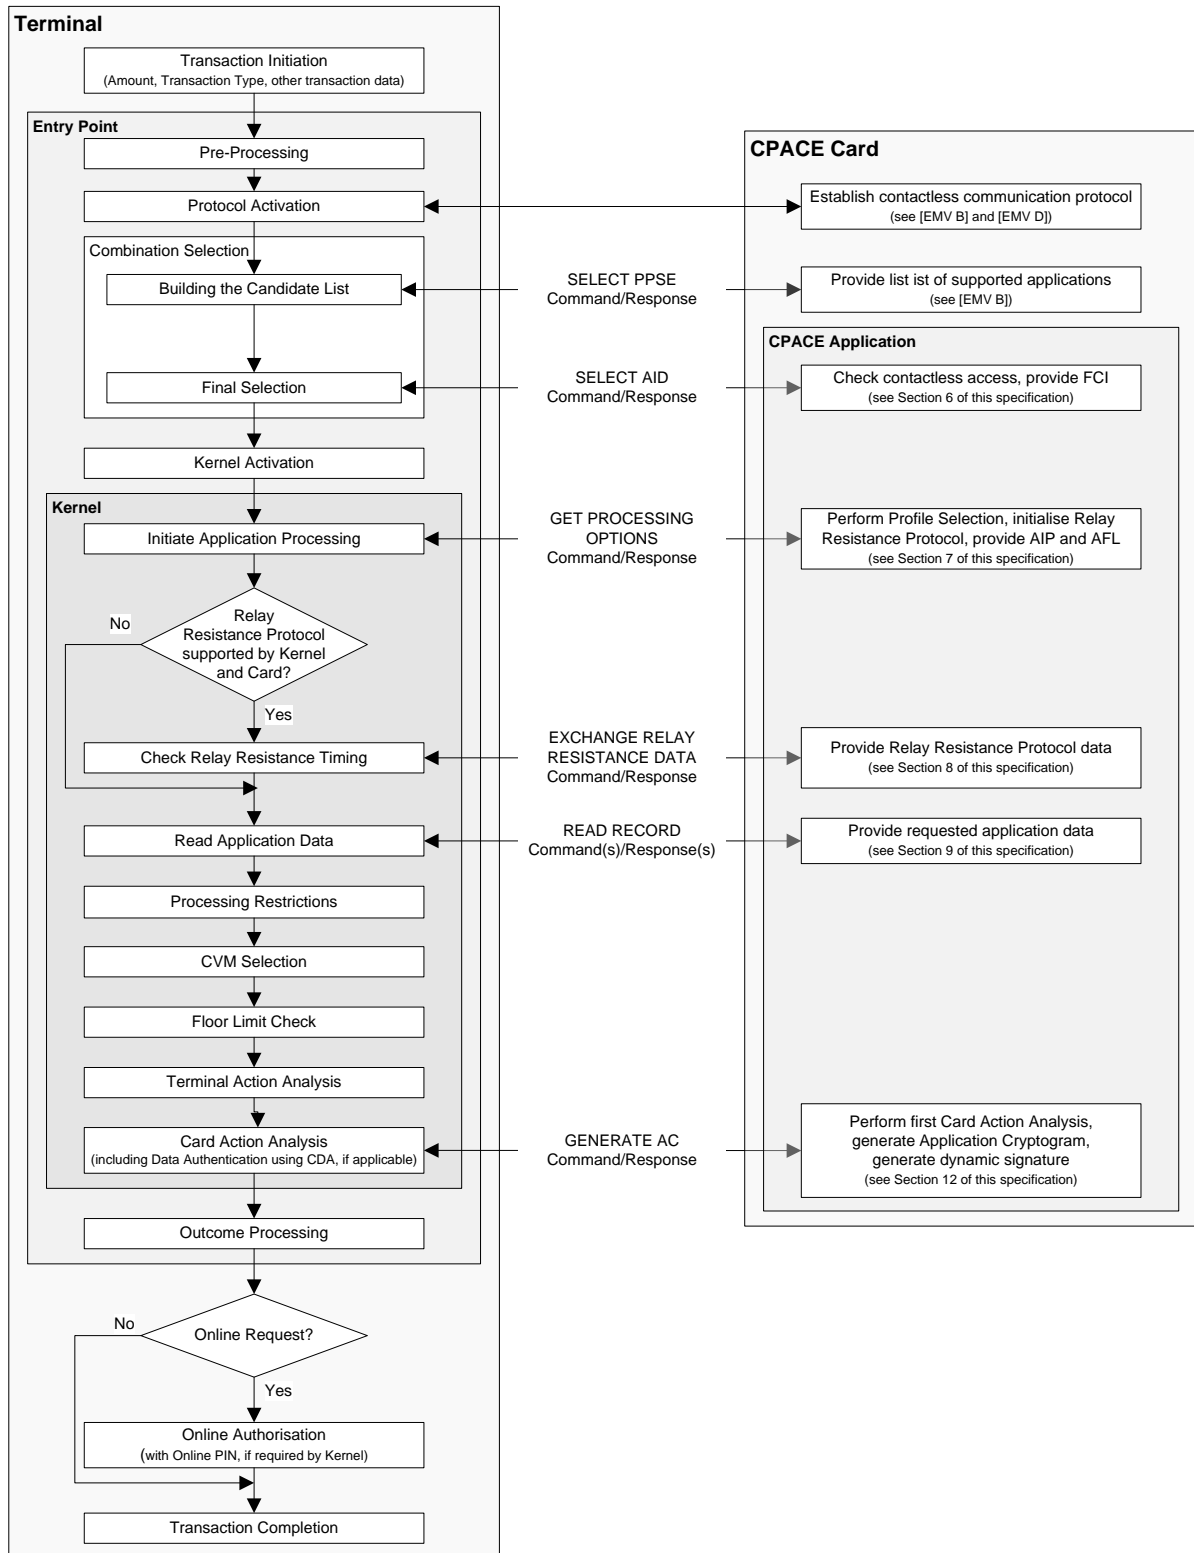 Terminal
Transaction Initiation
(Amount, Transaction Type, other transaction data)
Entry Point
Pre-Processing
Protocol Activation
Combination Selection
Building the Candidate List
Final Selection
Kernel Activation
Kernel
Initiate Application Processing
No
Relay
Resistance Protocol
supported by Kernel
and Card?
Yes
Check Relay Resistance Timing
Read Application Data
Processing Restrictions
CVM Selection
Floor Limit Check
Terminal Action Analysis
Card Action Analysis
(including Data Authentication using CDA, if applicable)
Outcome Processing
No
Online Request?
Yes
Online Authorisation
(with Online PIN, if required by Kernel)
Transaction Completion
SELECT PPSE
Command/Response
SELECT AID
Command/Response
GET PROCESSING
OPTIONS
Command/Response
EXCHANGE RELAY
RESISTANCE DATA
Command/Response
READ RECORD
Command(s)/Response(s)
GENERATE AC
Command/Response
CPACE Card
Establish contactless communication protocol
(see [EMV B] and [EMV D])
Provide list ist of supported applications
(see [EMV B])
CPACE Application
Check contactless access, provide FCI
(see Section 6 of this specification)
Perform Profile Selection, initialise Relay
Resistance Protocol, provide AIP and AFL
(see Section 7 of this specification)
Provide Relay Resistance Protocol data
(see Section 8 of this specification)
Provide requested application data
(see Section 9 of this specification)
Perform first Card Action Analysis,
generate Application Cryptogram,
generate dynamic signature
(see Section 12 of this specification)